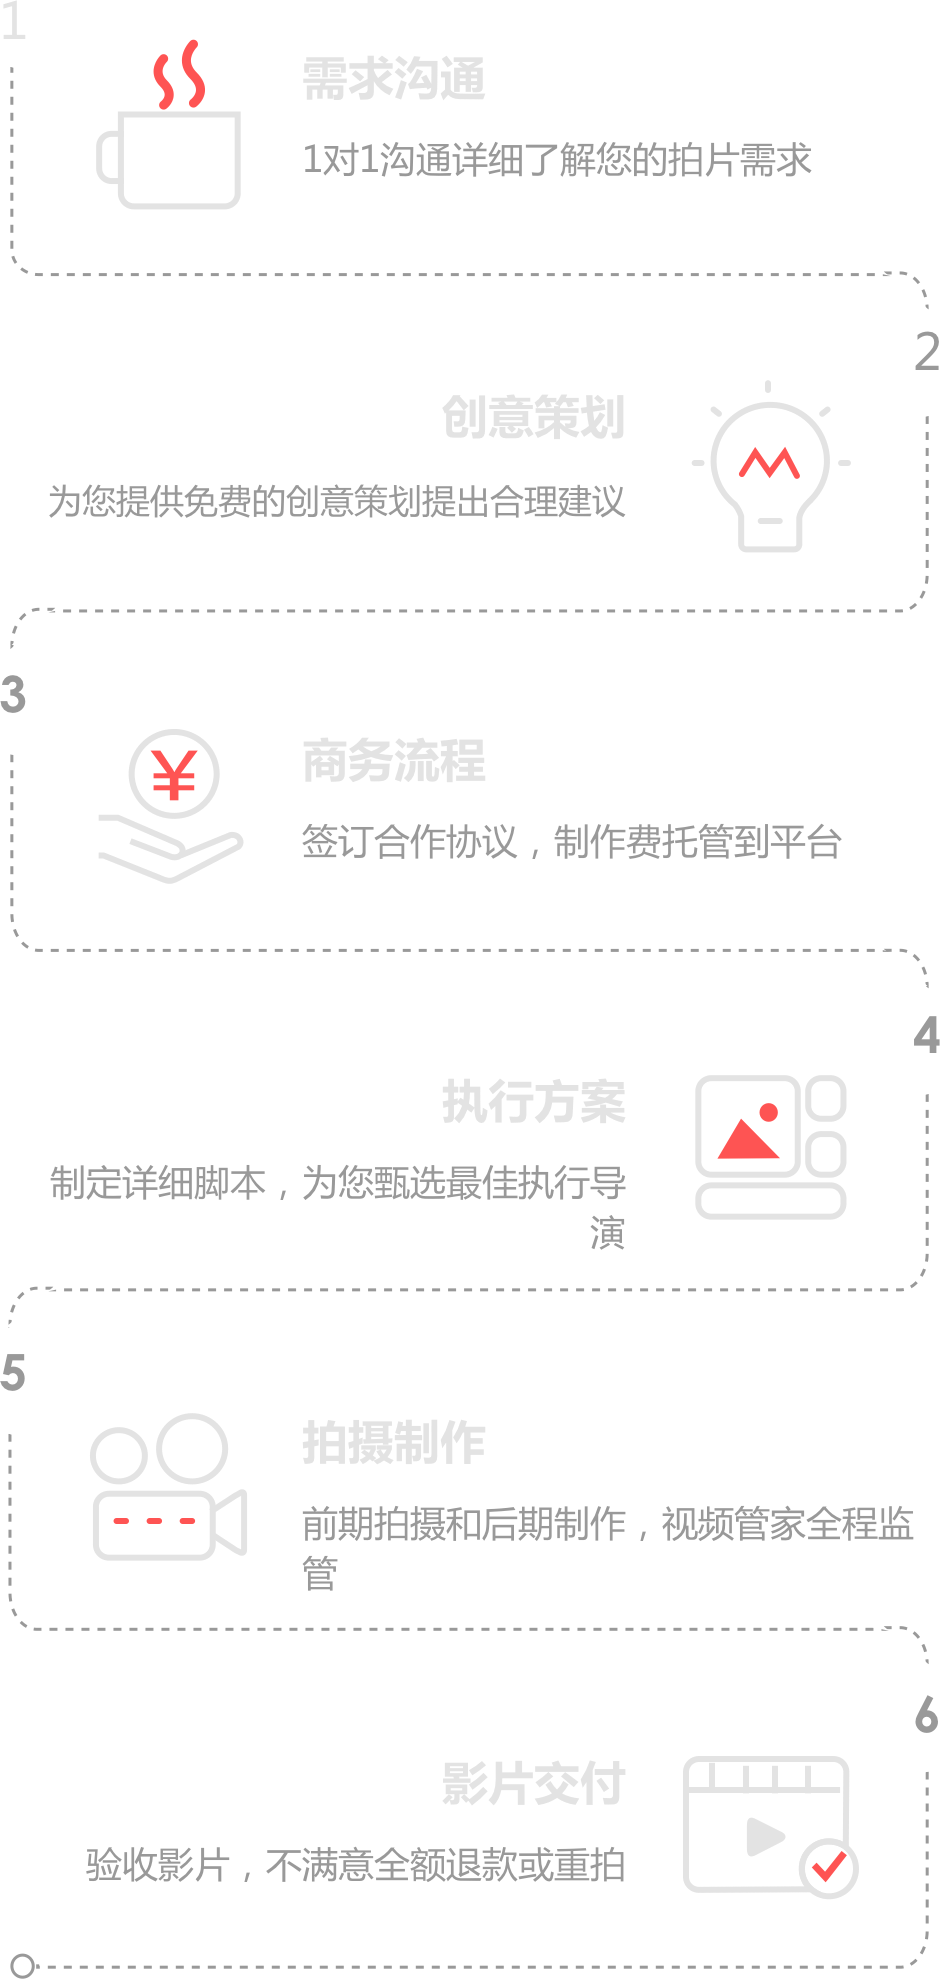 1
需求沟通
1对1沟通详细了解您的拍片需求
2
创意策划
为您提供免费的创意策划提出合理建议
3
¥
商务流程
签订合作协议，制作费托管到平台
4
执行方案
制定详细脚本，为您甄选最佳执行导
演
5
拍摄制作
前期拍摄和后期制作，视频管家全程监
管
6
影片交付
验收影片，不满意全额退款或重拍